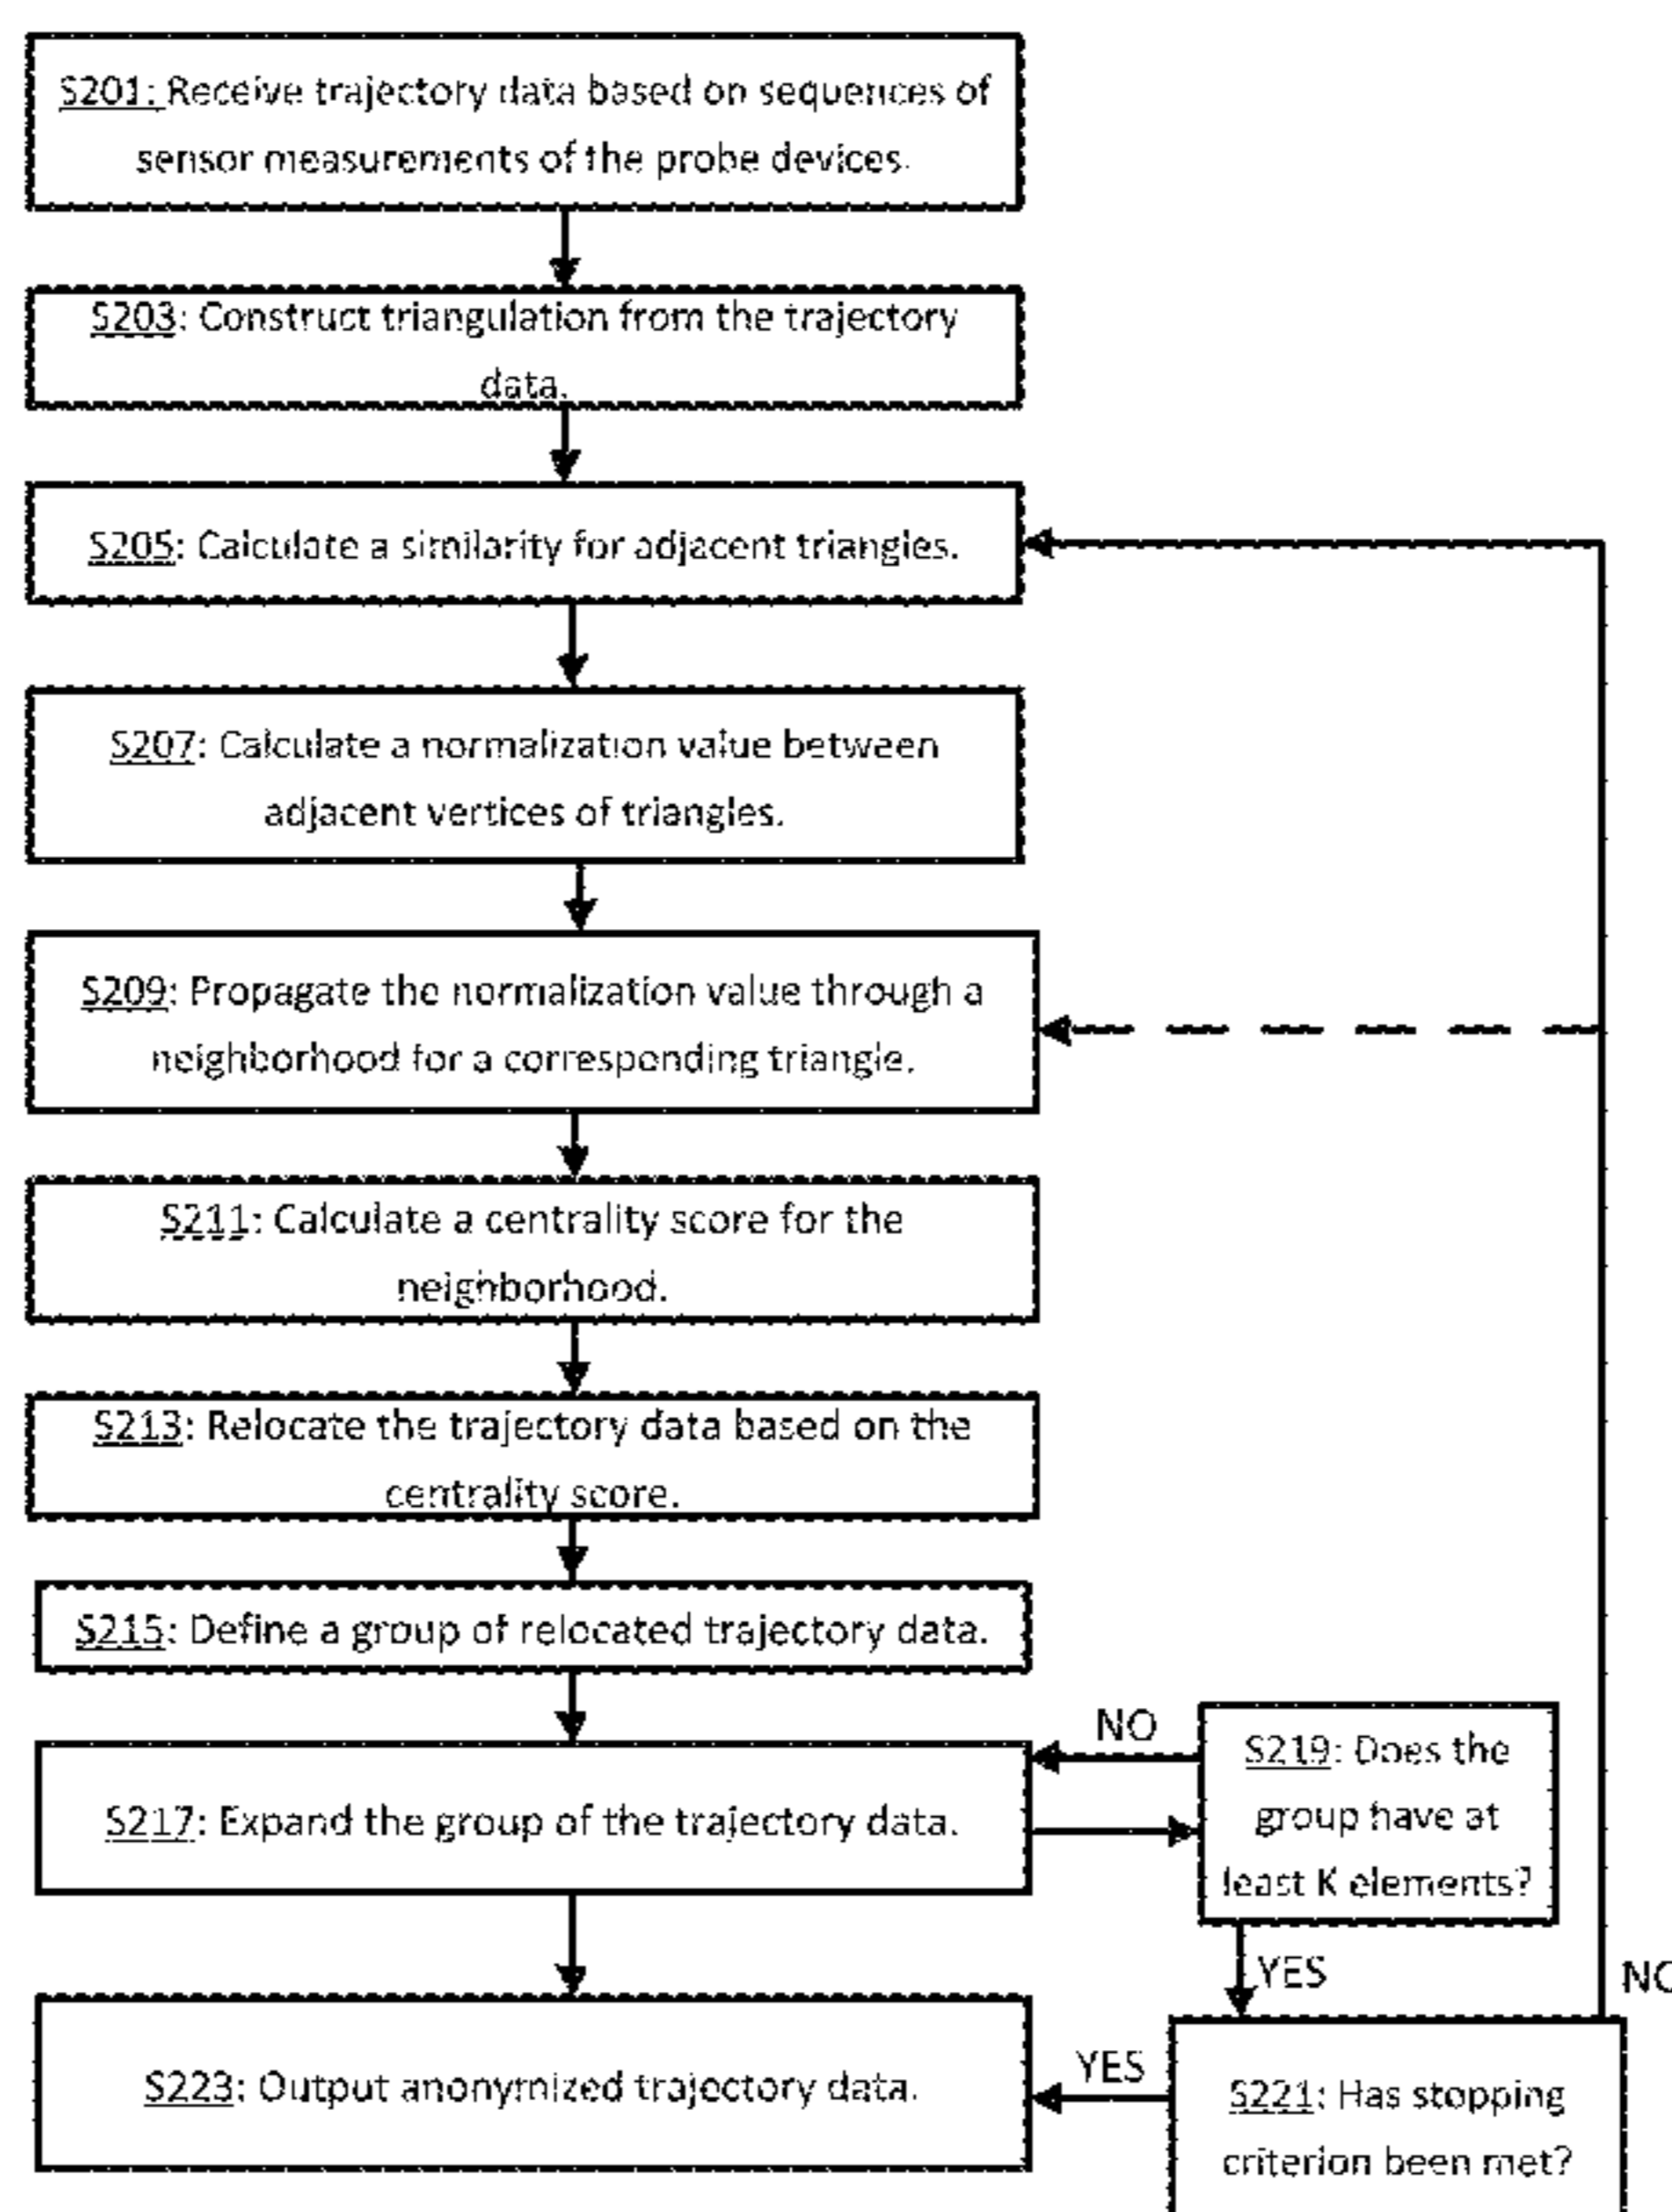 S201: Receive trajectory data based on sequences of
sensor measurements of the probe devices.
S203: Construct triangulation from the trajectory
data.
S205: Calculate a similarity for adjacent triangles.
S207: Calculate a normalization value between
adjacent vertices of triangles.
S209: Propagate the normalization value through a
neighborhood for a corresponding triangle.
S211: Calculate a centrality score for the
neighborhood.
S213: Relocate the trajectory data based on the
centrality score.
S215: Define a group of relocated trajectory data.
NO
S219: Does the
group have at
least K elements?
S217: Expand the group of the trajectory data.
YES
NO
YES
S223: Output anonymized trajectory data.
S221: Has stopping
criterion been met?